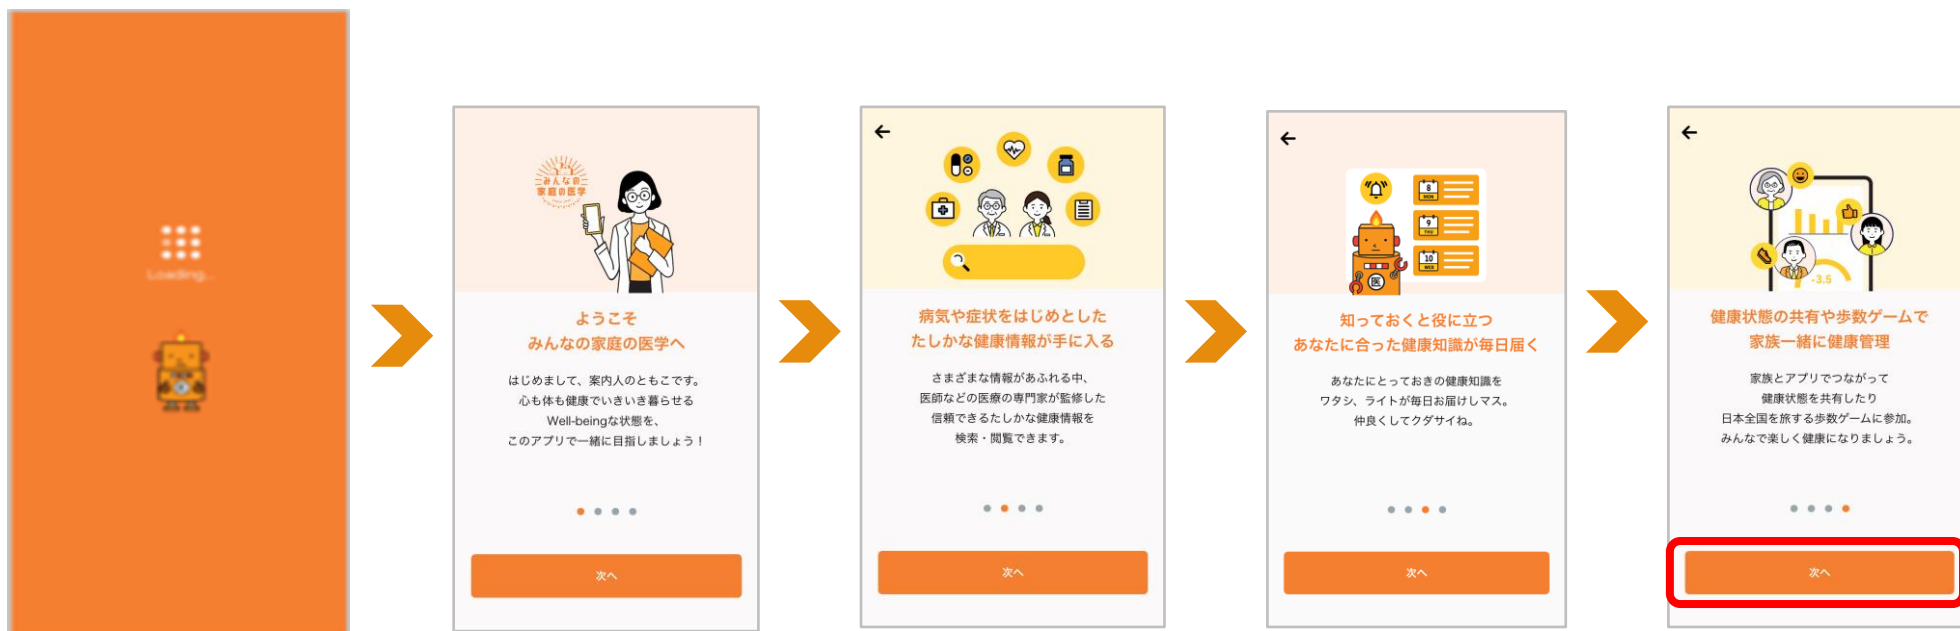 Loading...
みんなの
家庭の医学
ようこそ
みんなの家庭の医学へ
はじめまして、案内人のともこです。
心も体も健康でいきいき暮らせる
Well-beingな状態を、
このアプリで一緒に目指しましょう！
次へ
病気や症状をはじめとした
たしかな健康情報が手に入る
さまざまな情報があふれる中、
医師などの医療の専門家が監修した
信頼できるたしかな健康情報を
検索・閲覧できます。
次へ
8
MON
9
THU
10
WED
医
知っておくと役に立つ
あなたに合った健康知識が毎日届く
あなたにとっておきの健康知識を
ワタシ、ライトが毎日お届けしマス。
仲良くしてクダサイね。
次へ
-3.5
健康状態の共有や歩数ゲームで
家族一緒に健康管理
家族とアプリでつながって
健康状態を共有したり
日本全国を旅する歩数ゲームに参加。
みんなで楽しく健康になりましょう。
次へ